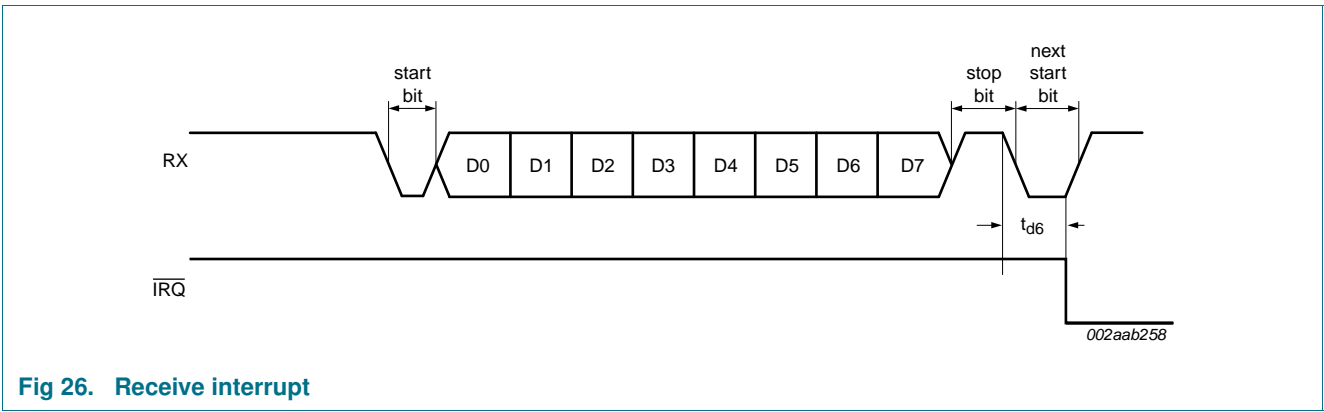 next
start
bit
start
bit
stop
bit
RX
D0 D1 D2 D3 D4 D5 D6 D7
td6
IRQ
002aab258
Fig 26. Receive interrupt